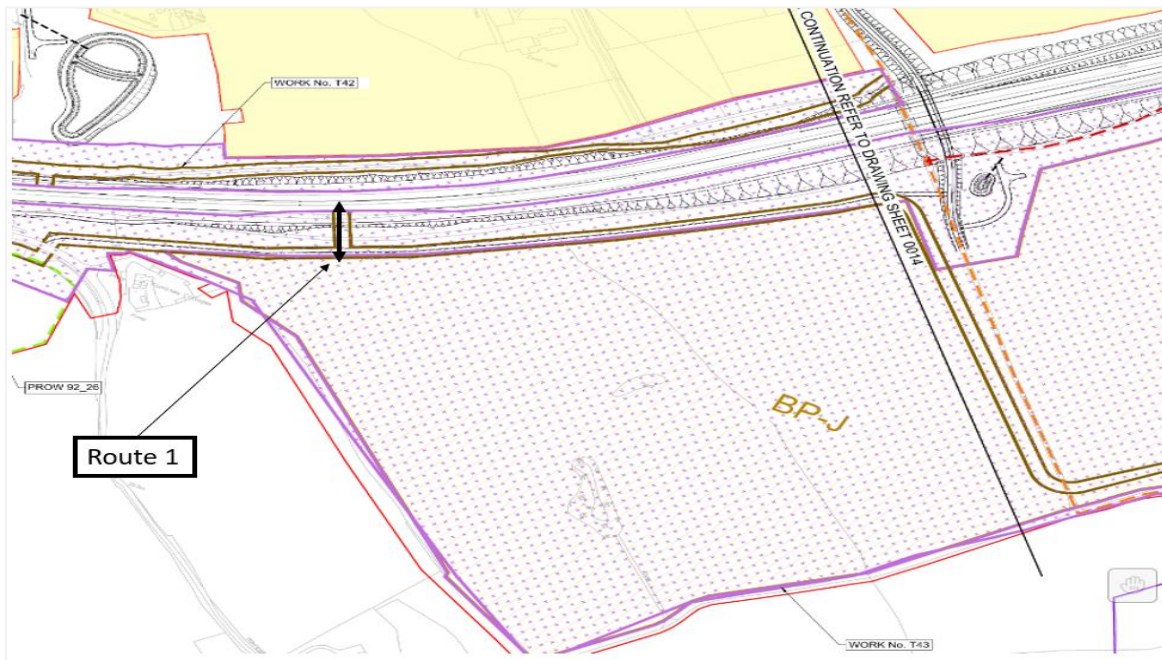 WORK No. T42
CONTINUATION REFER TO DRAWING SHEET 0014
PROW 92_26
BP-J
Route 1
WORK No. T43